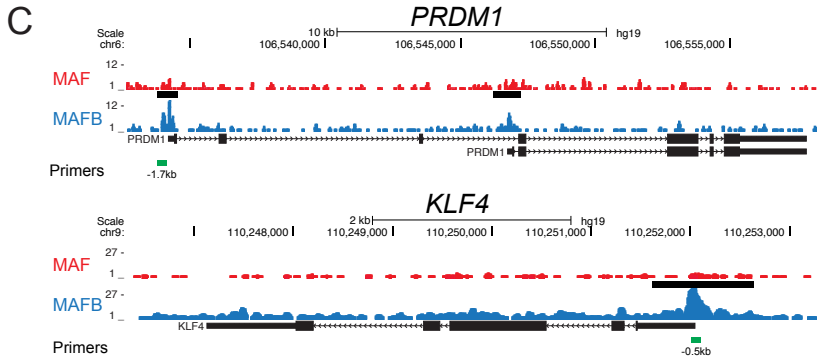 C
PRDM1
Scale 10 kb hg19
chr6: 106,540,000 106,545,000 106,550,000 106,555,000
12 -
MAF
1 _
12
MAFB
1 _
PRDM1
PRDM1
Primers
-1.7kb
KLF4
Scale 2 kb hg19
chr9: 110,248,000 110,249,000 110,250,000 110,251,000 110,252,000 110,253,000
27 -
MAF
1 _
27
MAFB
1 _
KLF4
Primers
-0.5kb